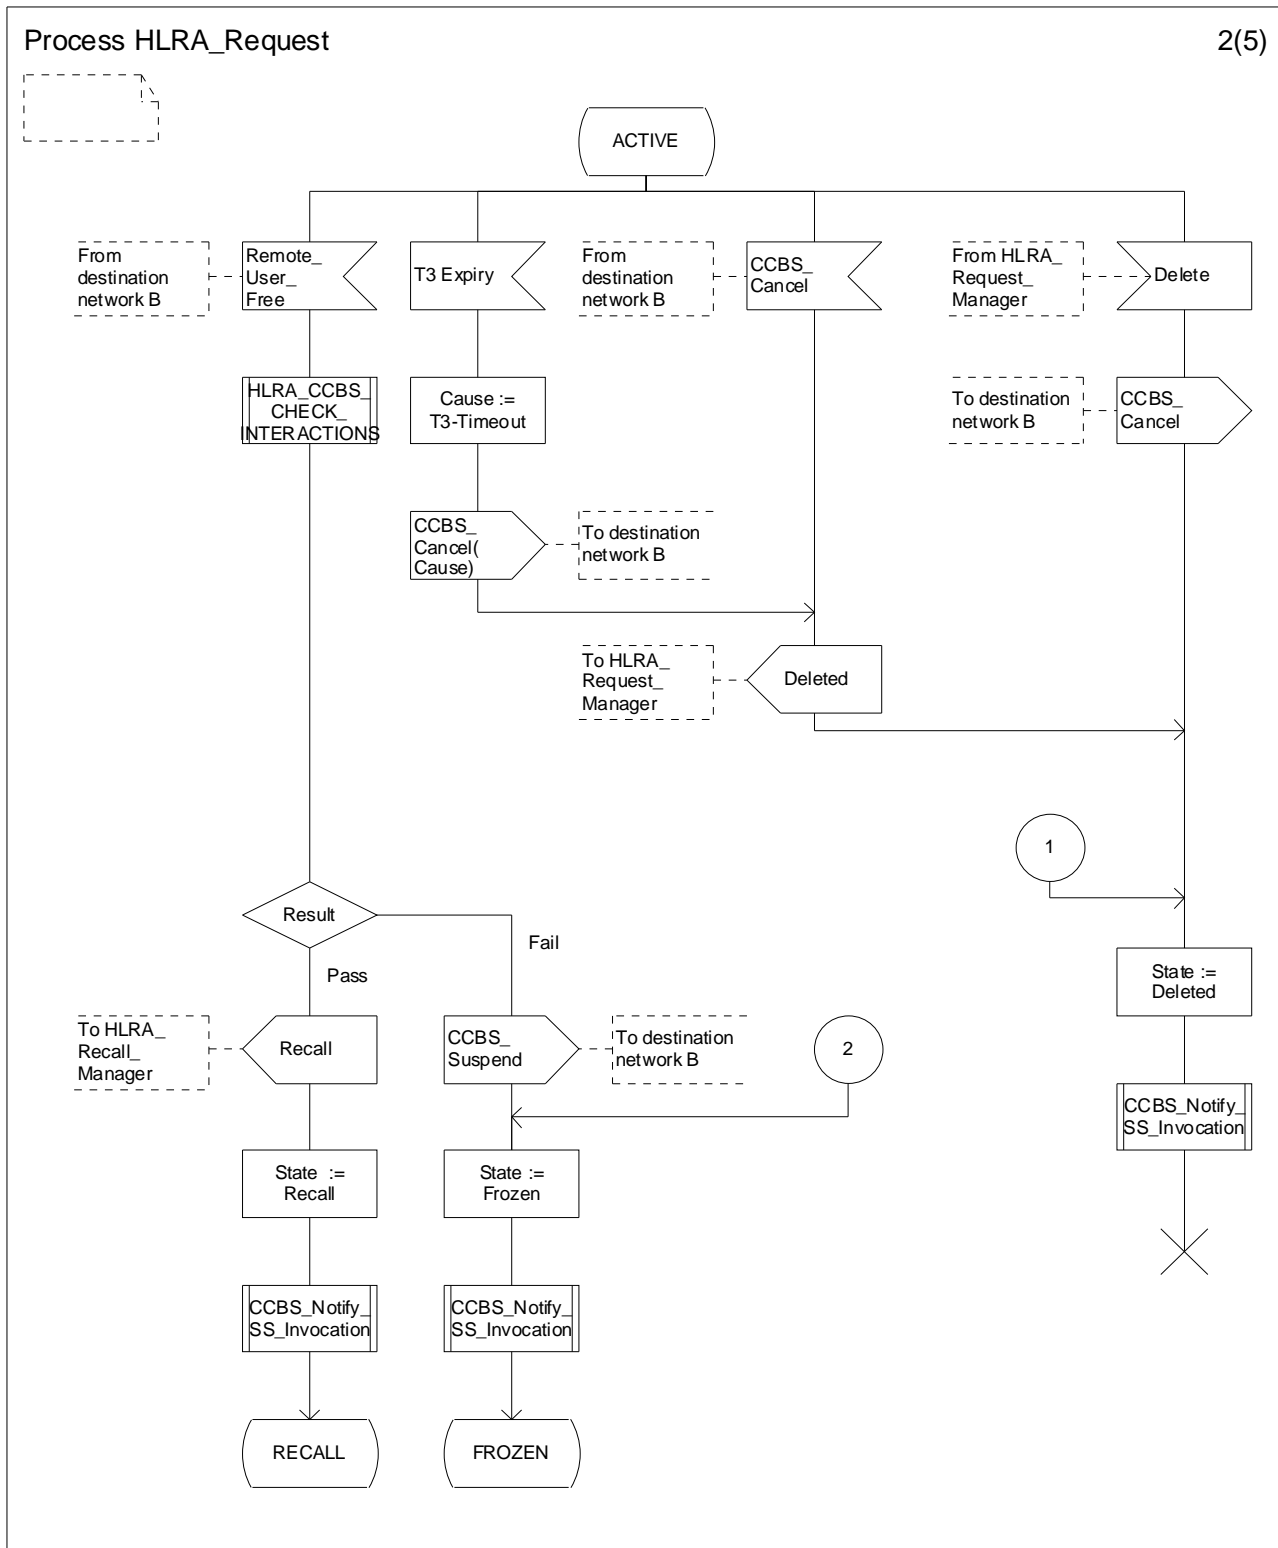 Process HLRA_Request
2(5)
ACTIVE
From
destination
network B
Remote_
User_
Free
T3 Expiry
From
destination
network B
CCBS_
Cancel
From HLRA_
Request_
Manager
Delete
HLRA_CCBS_
CHECK_
INTERACTIONS
Cause :=
T3-Timeout
To destination
network B
CCBS_
Cancel
CCBS_
Cancel(
Cause)
To destination
network B
To HLRA_
Request_
Manager
Deleted
1
Result
Fail
Pass
State :=
Deleted
To HLRA_
Recall_
Manager
Recall
CCBS_
Suspend
To destination
network B
2
CCBS_Notify_
SS_Invocation
State :=
Recall
State :=
Frozen
CCBS_Notify_
SS_Invocation
CCBS_Notify_
SS_Invocation
RECALL
FROZEN